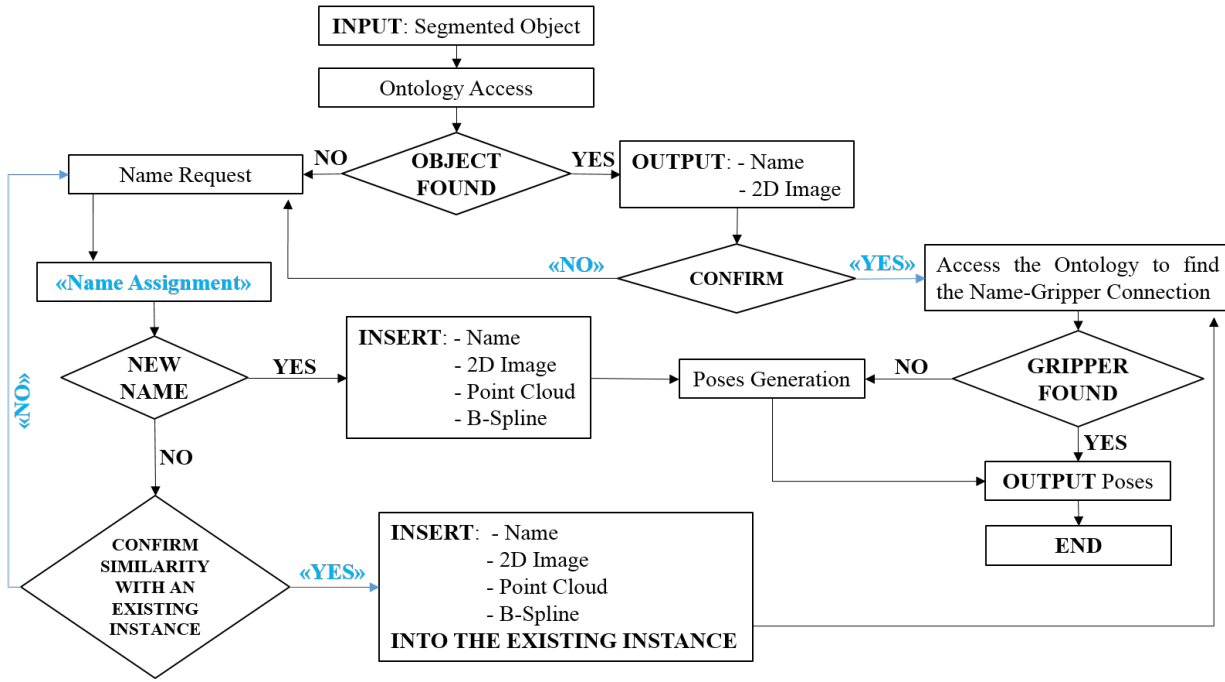 INPUT: Segmented Object
Ontology Access
NO
OBJECT
FOUND
YES
OUTPUT: - Name
- 2D Image
Name Request
«NO»
CONFIRM
«YES»
Access the Ontology to find
the Name-Gripper Connection
«Name Assignment»
NEW
NAME
YES
INSERT: - Name
- 2D Image
- Point Cloud
- B-Spline
Poses Generation
NO
GRIPPER
FOUND
YES
«NO»
NO
OUTPUT Poses
END
CONFIRM
SIMILARITY
WITH AN
EXISTING
INSTANCE
«YES»
INSERT: - Name
- 2D Image
- Point Cloud
- B-Spline
INTO THE EXISTING INSTANCE